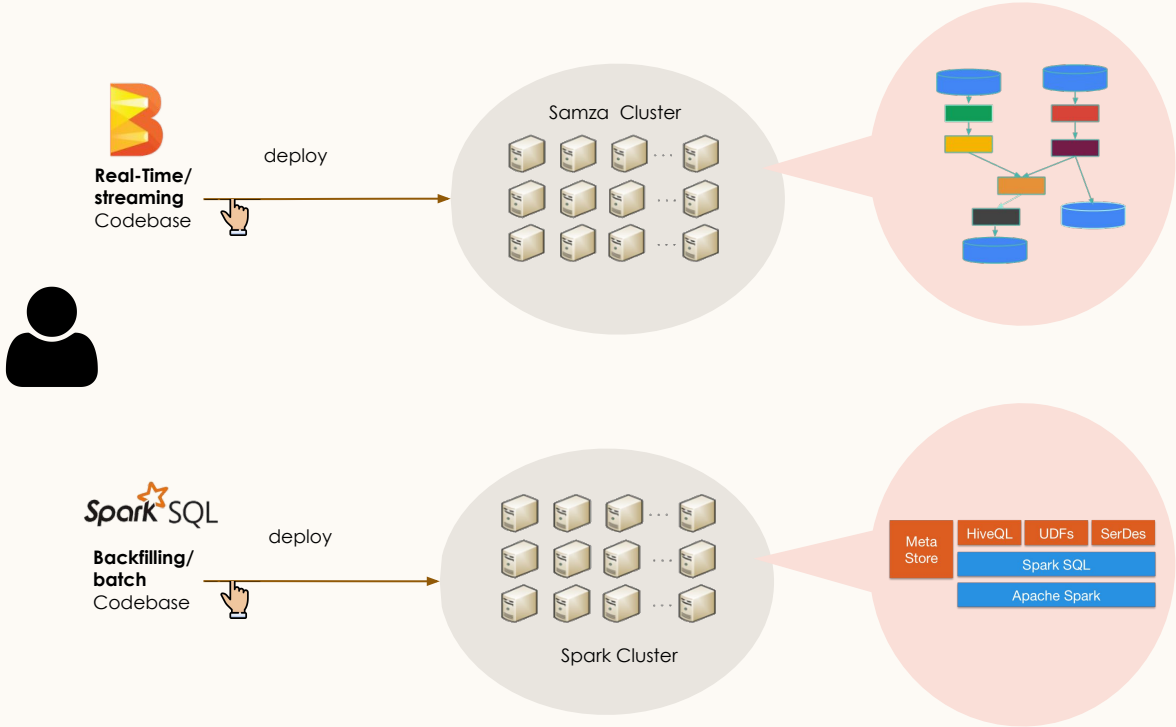 Samza Cluster
deploy
Real-Time/
streaming
Codebase
Spark SQL
deploy
Backfilling/
batch
Codebase
Spark Cluster
Meta
Store
HiveQL
UDFs
SerDes
Spark SQL
Apache Spark